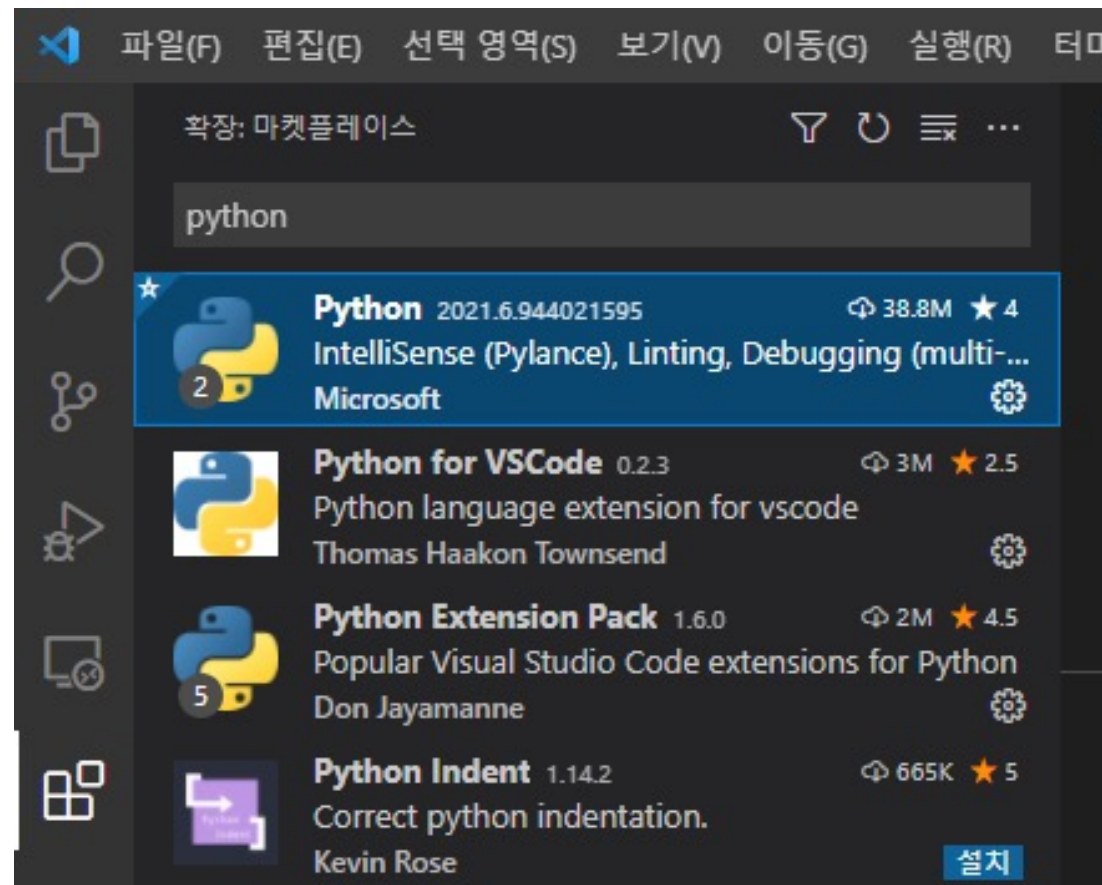 파일(F) 편집(E) 선택 영역(S) 보기(V) 이동(G) 실행(R) 터미
확장: 마켓플레이스
python
Python 2021.6.944021595 38.8M 4
IntelliSense (Pylance), Linting, Debugging (multi-...
2
Microsoft
Python for VSCode 0.2.3 3M 2.5
Python language extension for vscode
Thomas Haakon Townsend
Python Extension Pack 1.6.0 2M 4.5
Popular Visual Studio Code extensions for Python
5
Don Jayamanne
Python Indent 1.14.2 665K 5
Correct python indentation.
Python
Indent
Kevin Rose 설치